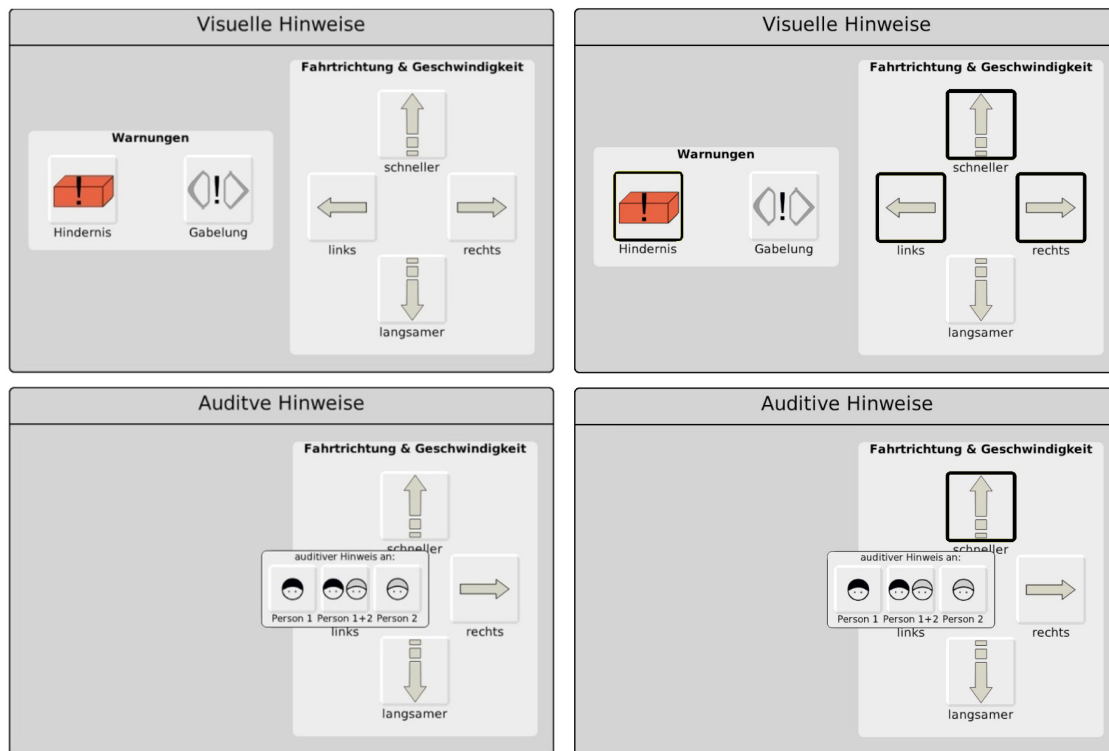 Visuelle Hinweise
Fahrtrichtung & Geschwindigkeit
Warnungen
schneller
Hindernis
Gabelung
links
rechts
langsamer
Visuelle Hinweise
Fahrtrichtung & Geschwindigkeit
Warnungen
schneller
Hindernis
Gabelung
links
rechts
langsamer
Auditve Hinweise
Fahrtrichtung & Geschwindigkeit
schneller
auditiver Hinweis an:
Person 1 Person 1+2 Person 2
links
rechts
langsamer
Auditive Hinweise
Fahrtrichtung & Geschwindigkeit
schneller
auditiver Hinweis an:
Person 1 Person 1+2 Person 2
links
rechts
langsamer